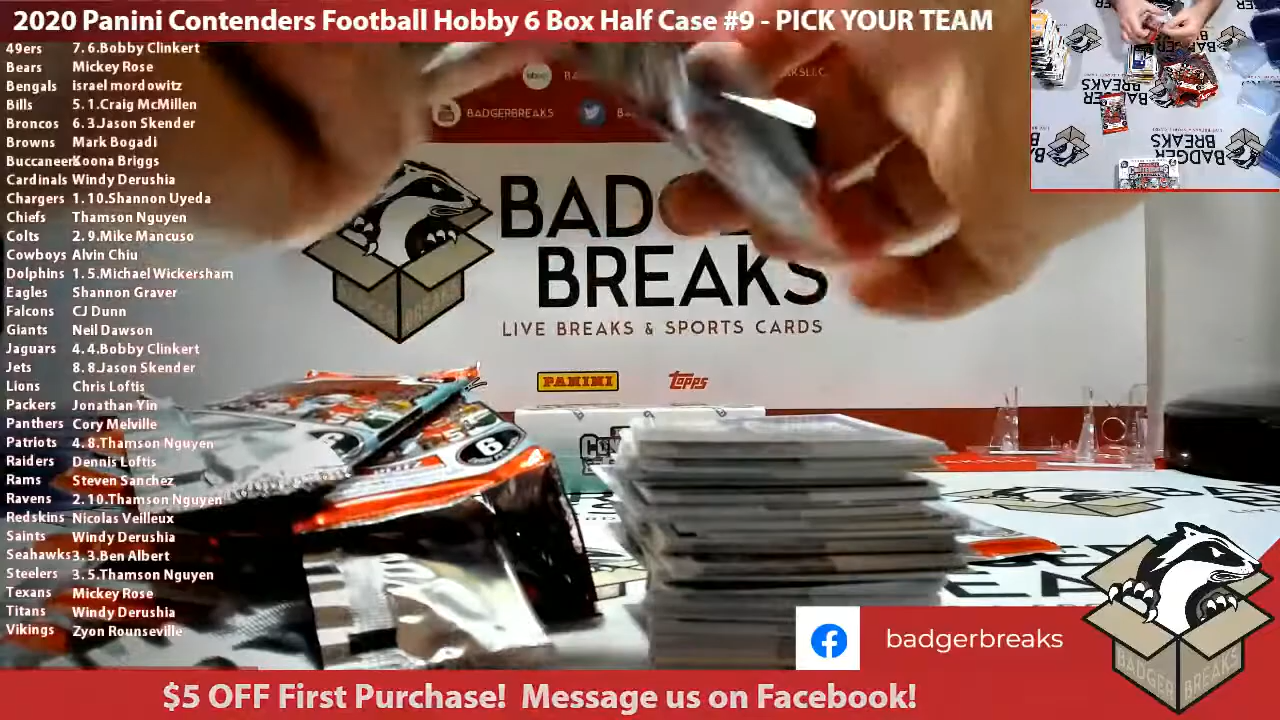 2020 Panini Contenders Football Hobby 6 Box Half Case #9 - PICK YOUR TEAM
49ers 7. 6.Bobby Clinkert
Bears Mickey Rose
Bengals israel mordowitz
Bills 5. 1.Craig McMillen
Broncos 6. 3.Jason Skender
Browns Mark Bogadi
Buccaneers Koona Briggs
Cardinals Windy Derushia
Chargers 1. 10.Shannon Uyeda
Chiefs Thamson Nguyen
Colts 2. 9.Mike Mancuso
Cowboys Alvin Chiu
Dolphins 1. 5.Michael Wickersham
Eagles Shannon Graver
Falcons CJ Dunn
Giants Neil Dawson
Jaguars 4. 4.Bobby Clinkert
Jets 8. 8.Jason Skender
Lions Chris Loftis
Packers Jonathan Yin
Panthers Cory Melville
Patriots 4. 8.Thamson Nguyen
Raiders Dennis Loftis
Rams Steven Sanchez
Ravens 2. 10.Thamson Nguyen
Redskins Nicolas Veilleux
Saints Windy Derushia
Seahawks 3. 3.Ben Albert
Steelers 3. 5.Thamson Nguyen
Texans Mickey Rose
Titans Windy Derushia
Vikings Zyon Rounseville
BADGERBREAKS
BREAKS
LIVE BREAKS & SPORTS CARDS
PANINI
Topps
6
BADGER
BREAKS
badgerbreaks
BADGER BREAKS
$5 OFF First Purchase! Message us on Facebook!